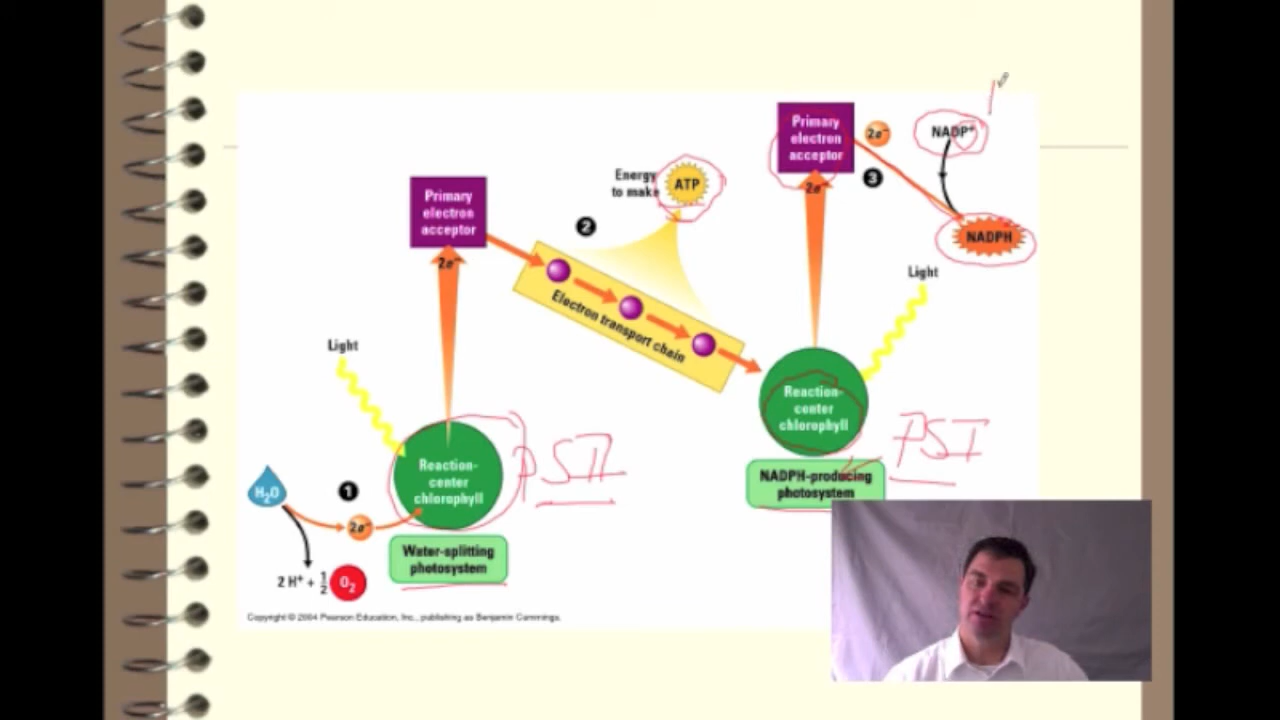 Primary
electron
acceptor
2e⁻
NADP⁺
Energy
to make
ATP
3
2e⁻
Primary
electron
acceptor
2
NADPH
2e⁻
Light
Electron transport chain
Light
Reaction-
center
chlorophyll
PSI
Reaction-
center
chlorophyll
PSII
NADPH-producing
photosystem
H₂O
1
2e⁻
Water-splitting
photosystem
2 H⁺ + 1/2 O₂
Copyright © 2004 Pearson Education, Inc., publishing as Benjamin Cummings.